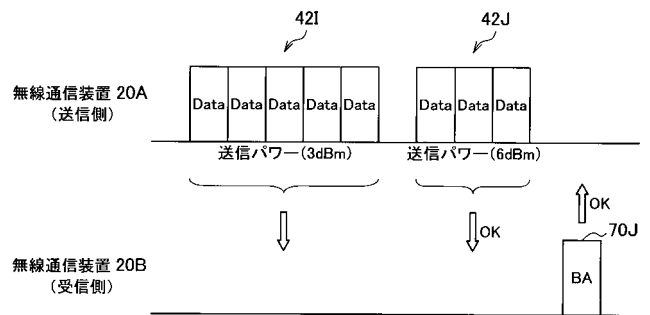 42I
42J
無線通信装置 20A
(送信側)
Data Data Data Data Data
Data Data Data
送信パワー(3dBm)
送信パワー(6dBm)
OK
OK
70J
無線通信装置 20B
(受信側)
BA